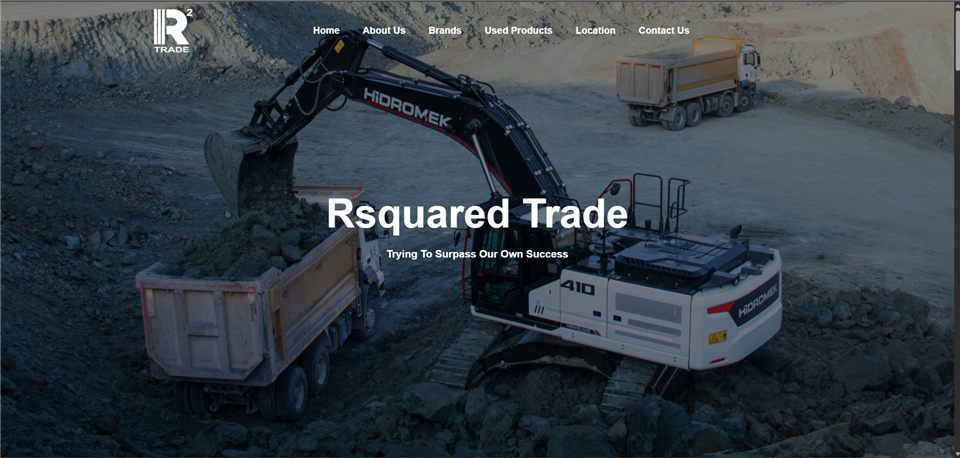 R2
TRADE
Home About Us Brands Used Products Location Contact Us
HiDROMEK
Rsquared Trade
Trying To Surpass Our Own Success
410
HiDROMEK